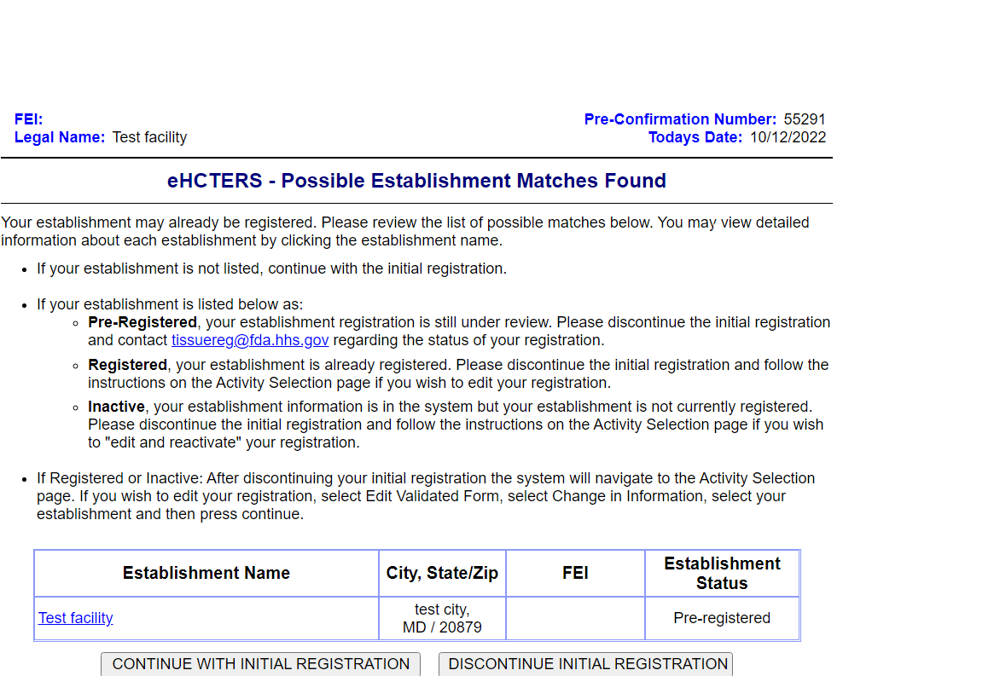 FEI:
Pre-Confirmation Number: 55291
Legal Name: Test facility
Todays Date: 10/12/2022
eHCTERS - Possible Establishment Matches Found
Your establishment may already be registered. Please review the list of possible matches below. You may view detailed
information about each establishment by clicking the establishment name.
• If your establishment is not listed, continue with the initial registration.
• If your establishment is listed below as:
◦ Pre-Registered, your establishment registration is still under review. Please discontinue the initial registration
and contact tissuereg@fda.hhs.gov regarding the status of your registration.
◦ Registered, your establishment is already registered. Please discontinue the initial registration and follow the
instructions on the Activity Selection page if you wish to edit your registration.
◦ Inactive, your establishment information is in the system but your establishment is not currently registered.
Please discontinue the initial registration and follow the instructions on the Activity Selection page if you wish
to "edit and reactivate" your registration.
• If Registered or Inactive: After discontinuing your initial registration the system will navigate to the Activity Selection
page. If you wish to edit your registration, select Edit Validated Form, select Change in Information, select your
establishment and then press continue.
Establishment Name
City, State/Zip
FEI
Establishment
Status
Test facility
test city,
MD / 20879
Pre-registered
CONTINUE WITH INITIAL REGISTRATION
DISCONTINUE INITIAL REGISTRATION